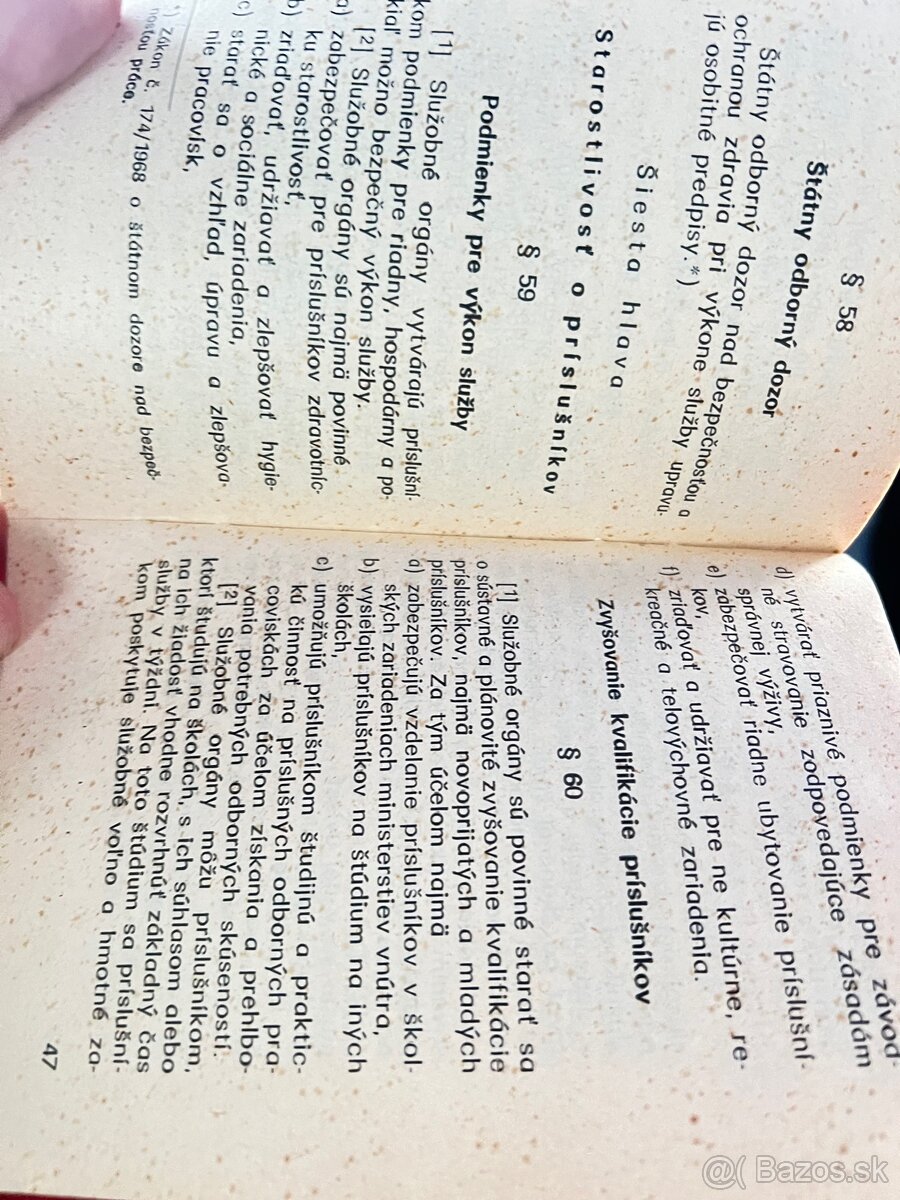 § 58
Štátny odborný dozor
Štátny odborný dozor nad bezpečnosťou a
ochranou zdravia pri výkone služby upravu-
jú osobitné predpisy.*)
Šiesta hlava
Starostlivosť o príslušníkov
§ 59
Podmienky pre výkon služby
[1] Služobné orgány vytvárajú príslušní-
kom podmienky pre riadny, hospodárny a po-
kiaľ možno bezpečný výkon služby.
[2] Služobné orgány sú najmä povinné
a) zabezpečovať pre príslušníkov zdravotníc-
ku starostlivosť,
b) zriaďovať, udržiavať a zlepšovať hygie-
nické a sociálne zariadenia,
c) starať sa o vzhľad, úpravu a zlepšova-
nie pracovísk,
*) Zákon č. 174/1968 o štátnom dozore nad bezpeč-
nosťou práce.
d) vytvárať priaznivé podmienky pre závod-
né stravovanie zodpovedajúce zásadám
správnej výživy,
e) zabezpečovať riadne ubytovanie príslušní-
kov,
f) zriaďovať a udržiavať pre ne kultúrne, re-
kreačné a telovýchovné zariadenia.
§ 60
Zvyšovanie kvalifikácie príslušníkov
[1] Služobné orgány sú povinné starať sa
o sústavné a plánovité zvyšovanie kvalifikácie
príslušníkov, najmä novoprijatých a mladých
príslušníkov. Za tým účelom najmä
a) zabezpečujú vzdelanie príslušníkov v škol-
ských zariadeniach ministerstiev vnútra,
b) vysielajú príslušníkov na štúdium na iných
školách,
c) umožňujú príslušníkom študijnú a praktic-
kú činnosť na príslušných odborných pra-
coviskách za účelom získania a prehlbo-
vania potrebných odborných skúseností.
[2] Služobné orgány môžu príslušníkom,
ktorí študujú na školách, s ich súhlasom alebo
na ich žiadosť vhodne rozvrhnúť základný čas
služby v týždni. Na toto štúdium sa príslušní-
kom poskytuje služobné voľno a hmotné za-
47
@( Bazos.sk